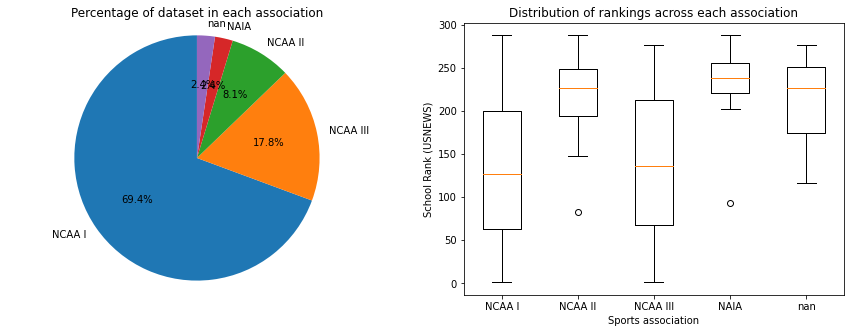 Percentage of dataset in each association
nan
NAIA
NCAA II
2.4%
2.4%
8.1%
NCAA III
17.8%
69.4%
NCAA I
Distribution of rankings across each association
300
250
200
150
100
50
0
School Rank (USNEWS)
NCAA I
NCAA II
NCAA III
NAIA
nan
Sports association